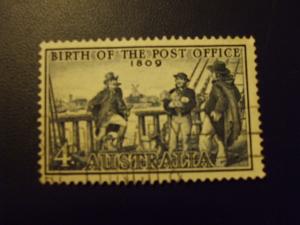 BIRTH OF THE POST OFFICE
1809
4D
AUSTRALIA